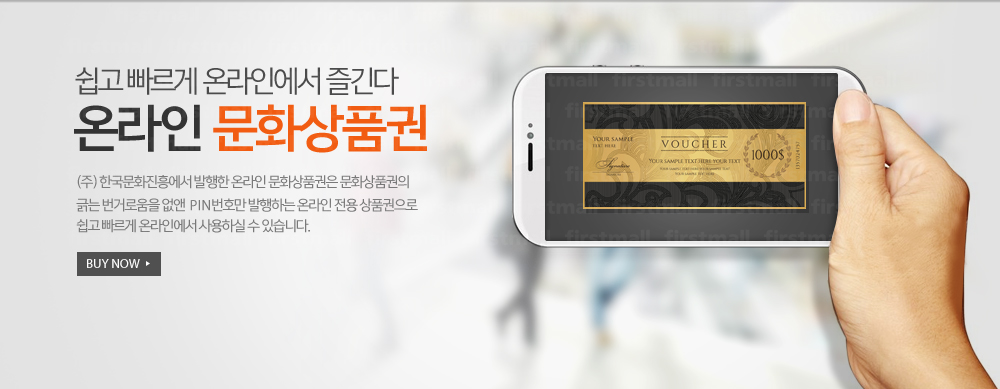 쉽고 빠르게 온라인에서 즐긴다
온라인 문화상품권
(주) 한국문화진흥에서 발행한 온라인 문화상품권은 문화상품권의
긁는 번거로움을 없앤 PIN번호만 발행하는 온라인 전용 상품권으로
쉽고 빠르게 온라인에서 사용하실 수 있습니다.
BUY NOW
firstmall firstmall firstmall
YOUR SAMPLE
TEXT HERE
VOUCHER
YOUR SAMPLE TEXT HERE YOUR TEXT
1000$